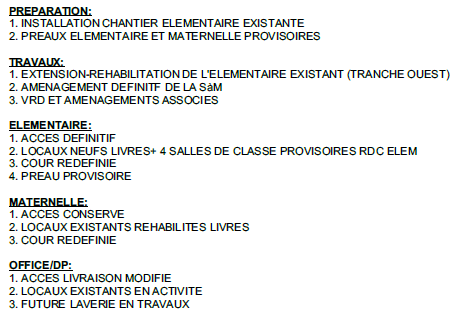 PREPARATION:
1. INSTALLATION CHANTIER ELEMENTAIRE EXISTANTE
2. PREAUX ELEMENTAIRE ET MATERNELLE PROVISOIRES
TRAVAUX:
1. EXTENSION-REHABILITATION DE L'ELEMENTAIRE EXISTANT (TRANCHE OUEST)
2. AMENAGEMENT DEFINITF DE LA SàM
3. VRD ET AMENAGEMENTS ASSOCIES
ELEMENTAIRE:
1. ACCES DEFINITIF
2. LOCAUX NEUFS LIVRES+ 4 SALLES DE CLASSE PROVISOIRES RDC ELEM
3. COUR REDEFINIE
4. PREAU PROVISOIRE
MATERNELLE:
1. ACCES CONSERVE
2. LOCAUX EXISTANTS REHABILITES LIVRES
3. COUR REDEFINIE
OFFICE/DP:
1. ACCES LIVRAISON MODIFIE
2. LOCAUX EXISTANTS EN ACTIVITE
3. FUTURE LAVERIE EN TRAVAUX